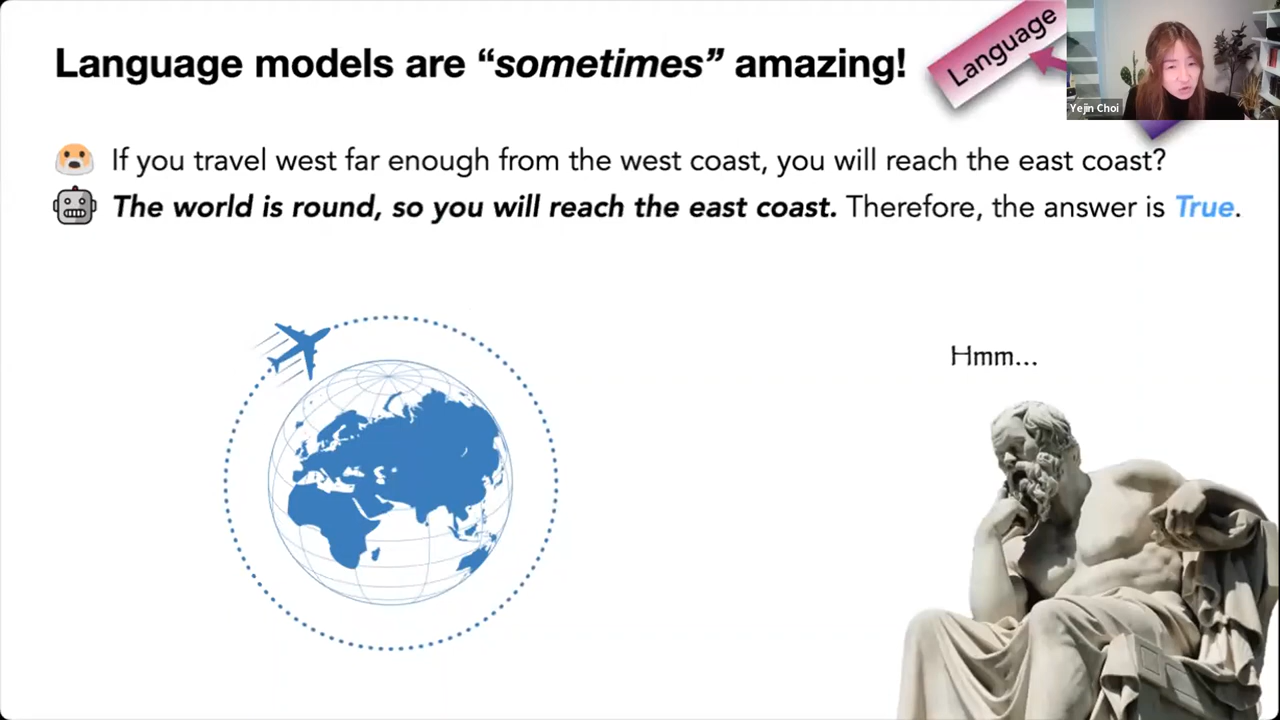 Language models are “sometimes” amazing!
Language
Yejin Choi
If you travel west far enough from the west coast, you will reach the east coast?
The world is round, so you will reach the east coast. Therefore, the answer is True.
Hmm...